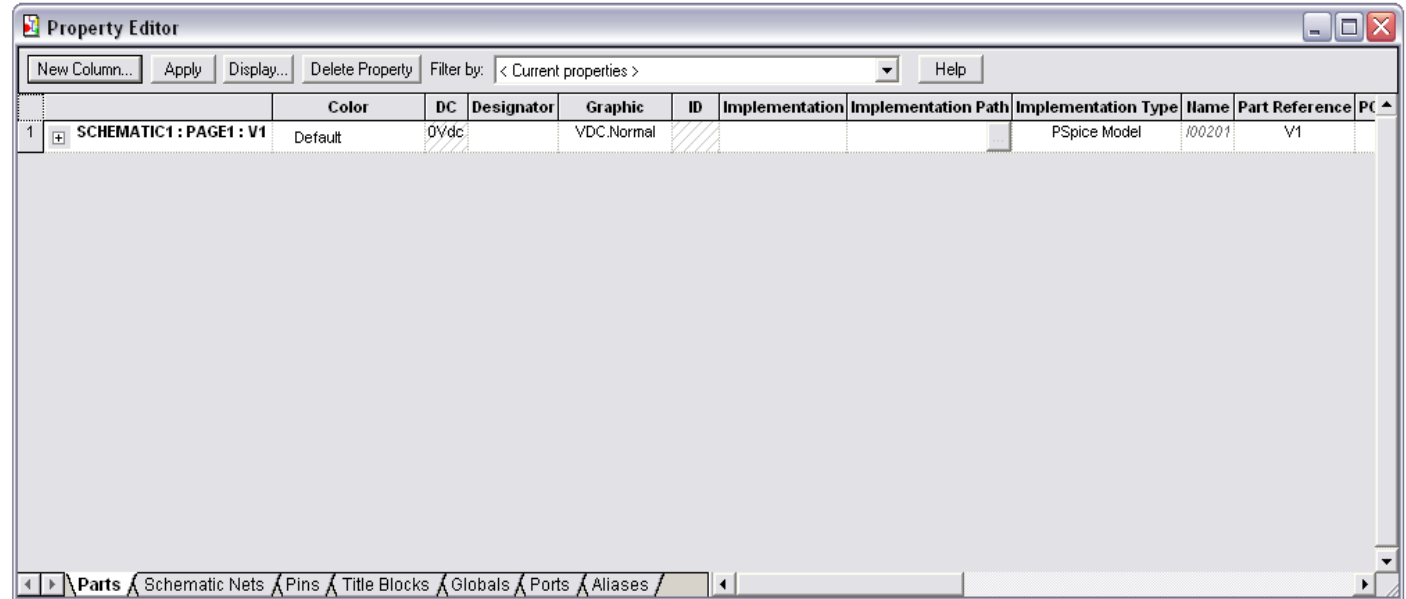 Property Editor
New Column... Apply Display... Delete Property Filter by: < Current properties > Help
Color DC Designator Graphic ID Implementation Implementation Path Implementation Type Name Part Reference
1 SCHEMATIC1 : PAGE1 : V1 Default 0Vdc VDC.Normal ... PSpice Model I00201 V1
Parts Schematic Nets Pins Title Blocks Globals Ports Aliases